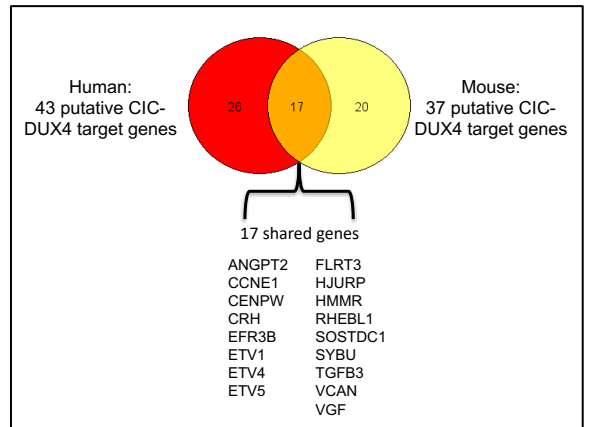 Human:
43 putative CIC-
DUX4 target genes
26
17
20
Mouse:
37 putative CIC-
DUX4 target genes
17 shared genes
ANGPT2
CCNE1
CENPW
CRH
EFR3B
ETV1
ETV4
ETV5
FLRT3
HJURP
HMMR
RHEBL1
SOSTDC1
SYBU
TGFB3
VCAN
VGF